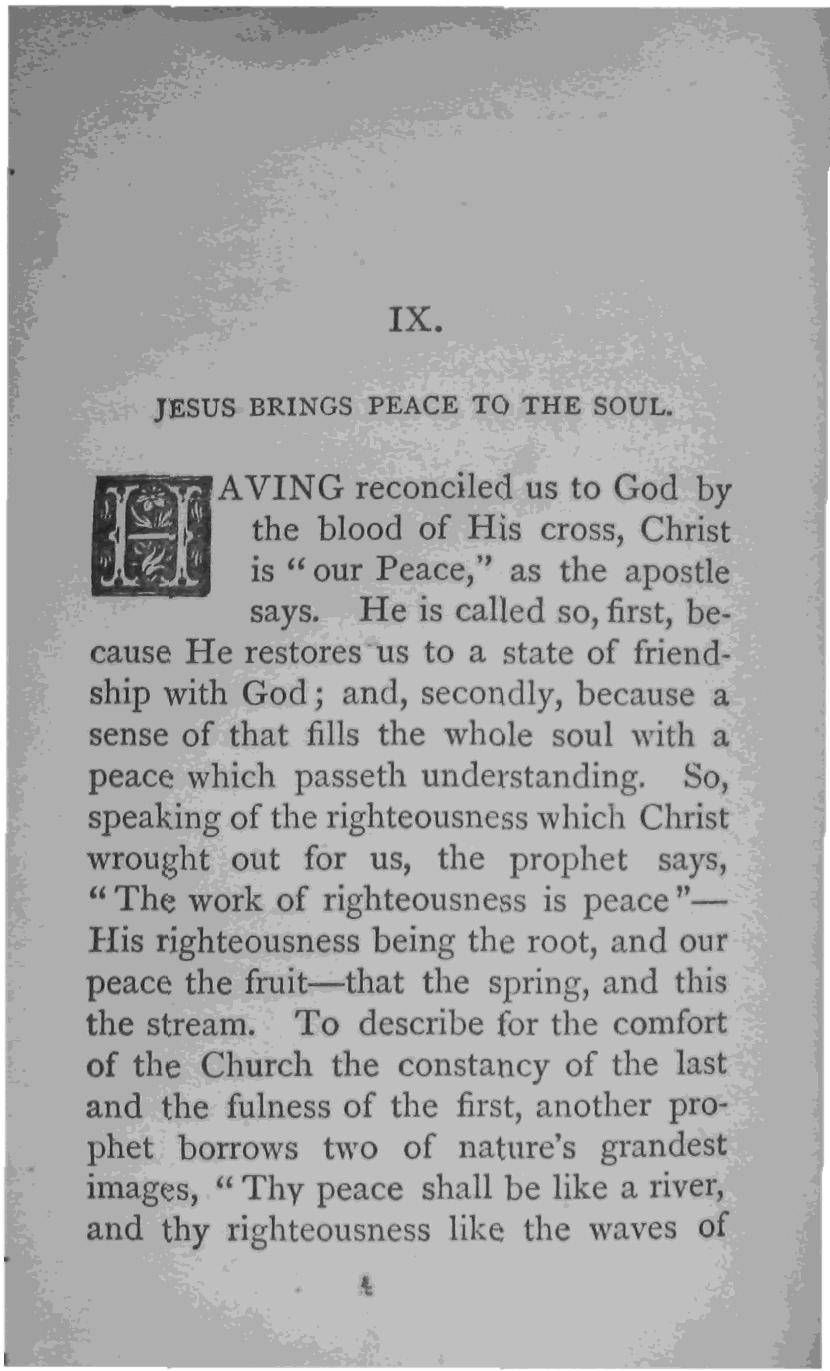 IX.
JESUS BRINGS PEACE TO THE SOUL.
HAVING reconciled us to God by
the blood of His cross, Christ
is “our Peace,” as the apostle
says. He is called so, first, be-
cause He restores us to a state of friend-
ship with God; and, secondly, because a
sense of that fills the whole soul with a
peace which passeth understanding. So,
speaking of the righteousness which Christ
wrought out for us, the prophet says,
“The work of righteousness is peace”—
His righteousness being the root, and our
peace the fruit—that the spring, and this
the stream. To describe for the comfort
of the Church the constancy of the last
and the fulness of the first, another pro-
phet borrows two of nature's grandest
images, “Thy peace shall be like a river,
and thy righteousness like the waves of